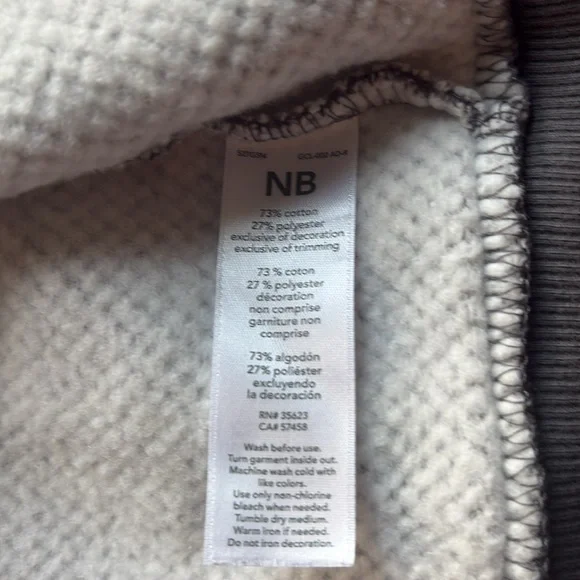 NB
73% cotton
27% polyester
exclusive of decoration
exclusive of trimming
73 % coton
27 % polyester
décoration
non comprise
garniture non
comprise
73% algodón
27% poliéster
excluyendo
la decoración
RN# 35623
CA# 57458
Wash before use.
Turn garment inside out.
Machine wash cold with
like colors.
Use only non-chlorine
bleach when needed.
Tumble dry medium.
Warm iron if needed.
Do not iron decoration.